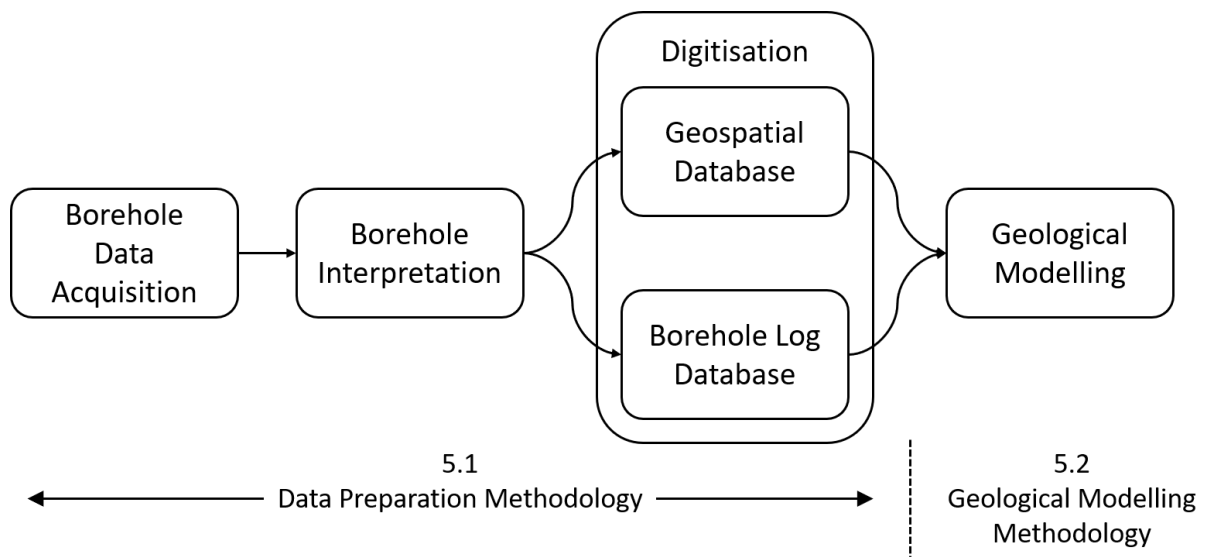 Digitisation
Geospatial
Database
Borehole
Data
Acquisition
Borehole
Interpretation
Geological
Modelling
Borehole Log
Database
5.1
Data Preparation Methodology
5.2
Geological Modelling
Methodology